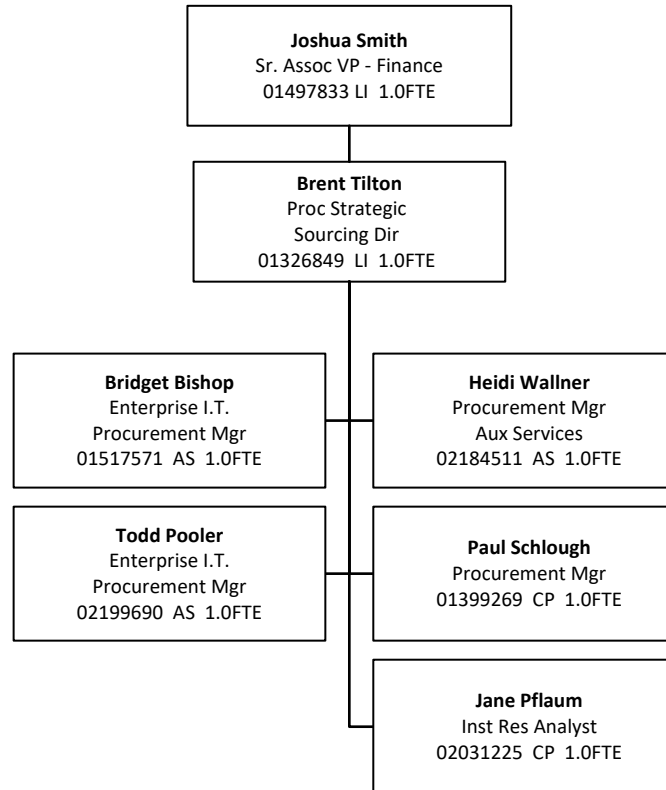 Joshua Smith
Sr. Assoc VP - Finance
01497833 LI 1.0FTE
Brent Tilton
Proc Strategic
Sourcing Dir
01326849 LI 1.0FTE
Bridget Bishop
Enterprise I.T.
Procurement Mgr
01517571 AS 1.0FTE
Heidi Wallner
Procurement Mgr
Aux Services
02184511 AS 1.0FTE
Todd Pooler
Enterprise I.T.
Procurement Mgr
02199690 AS 1.0FTE
Paul Schlough
Procurement Mgr
01399269 CP 1.0FTE
Jane Pflaum
Inst Res Analyst
02031225 CP 1.0FTE